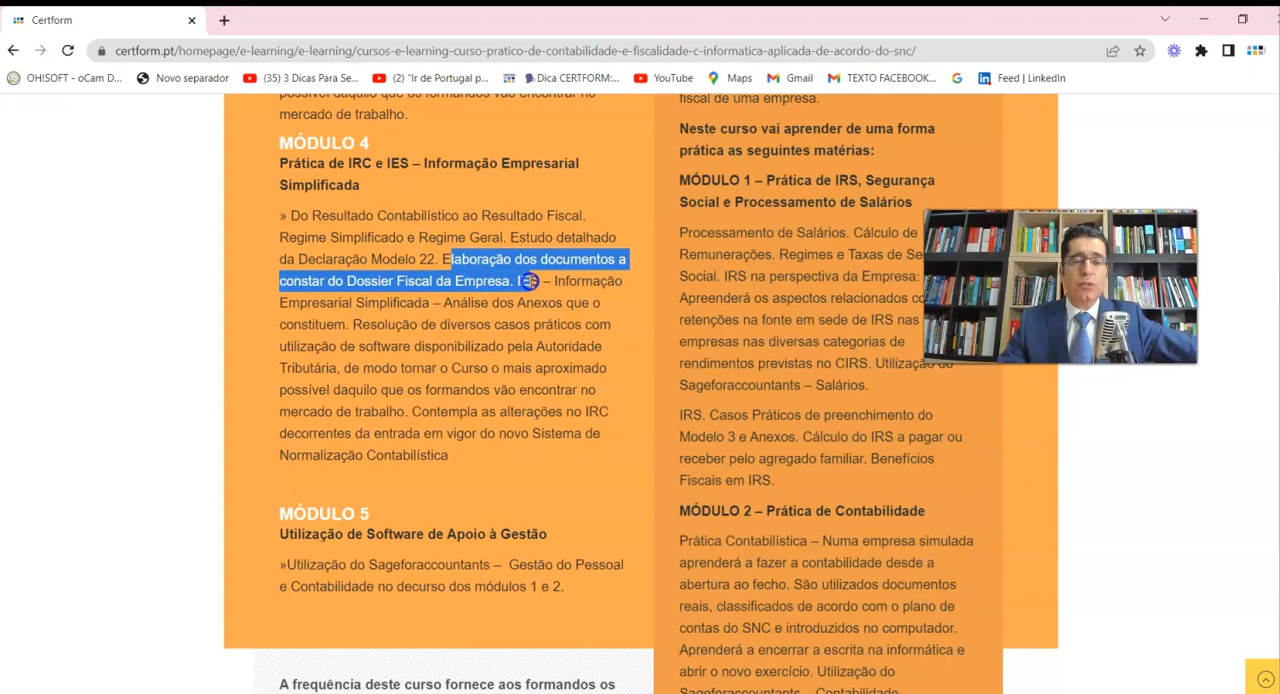 Certform
certform.pt/homepage/e-learning/e-learning/cursos-e-learning-curso-pratico-de-contabilidade-e-fiscalidade-c-informatica-aplicada-de-acordo-do-snc/
OH!SOFT - oCam D...
Novo separador
(35) 3 Dicas Para Se...
(2) "Ir de Portugal p...
Dica CERTFORM:...
YouTube
Maps
Gmail
TEXTO FACEBOOK...
Feed | LinkedIn
possível daquilo que os formandos vão encontrar no
mercado de trabalho.
MÓDULO 4
Prática de IRC e IES – Informação Empresarial
Simplificada
» Do Resultado Contabilístico ao Resultado Fiscal.
Regime Simplificado e Regime Geral. Estudo detalhado
da Declaração Modelo 22. Elaboração dos documentos a
constar do Dossier Fiscal da Empresa. IES – Informação
Empresarial Simplificada – Análise dos Anexos que o
constituem. Resolução de diversos casos práticos com
utilização de software disponibilizado pela Autoridade
Tributária, de modo tornar o Curso o mais aproximado
possível daquilo que os formandos vão encontrar no
mercado de trabalho. Contempla as alterações no IRC
decorrentes da entrada em vigor do novo Sistema de
Normalização Contabilística
MÓDULO 5
Utilização de Software de Apoio à Gestão
»Utilização do Sageforaccountants – Gestão do Pessoal
e Contabilidade no decurso dos módulos 1 e 2.
A frequência deste curso fornece aos formandos os
fiscal de uma empresa.
Neste curso vai aprender de uma forma
prática as seguintes matérias:
MÓDULO 1 – Prática de IRS, Segurança
Social e Processamento de Salários
Processamento de Salários. Cálculo de
Remunerações. Regimes e Taxas de Se
Social. IRS na perspectiva da Empresa:
Apreenderá os aspectos relacionados co
retenções na fonte em sede de IRS nas
empresas nas diversas categorias de
rendimentos previstas no CIRS. Utilização do
Sageforaccountants – Salários.
IRS. Casos Práticos de preenchimento do
Modelo 3 e Anexos. Cálculo do IRS a pagar ou
receber pelo agregado familiar. Benefícios
Fiscais em IRS.
MÓDULO 2 – Prática de Contabilidade
Prática Contabilística – Numa empresa simulada
aprenderá a fazer a contabilidade desde a
abertura ao fecho. São utilizados documentos
reais, classificados de acordo com o plano de
contas do SNC e introduzidos no computador.
Aprenderá a encerrar a escrita na informática e
abrir o novo exercício. Utilização do
Sageforaccountants – Contabilidade